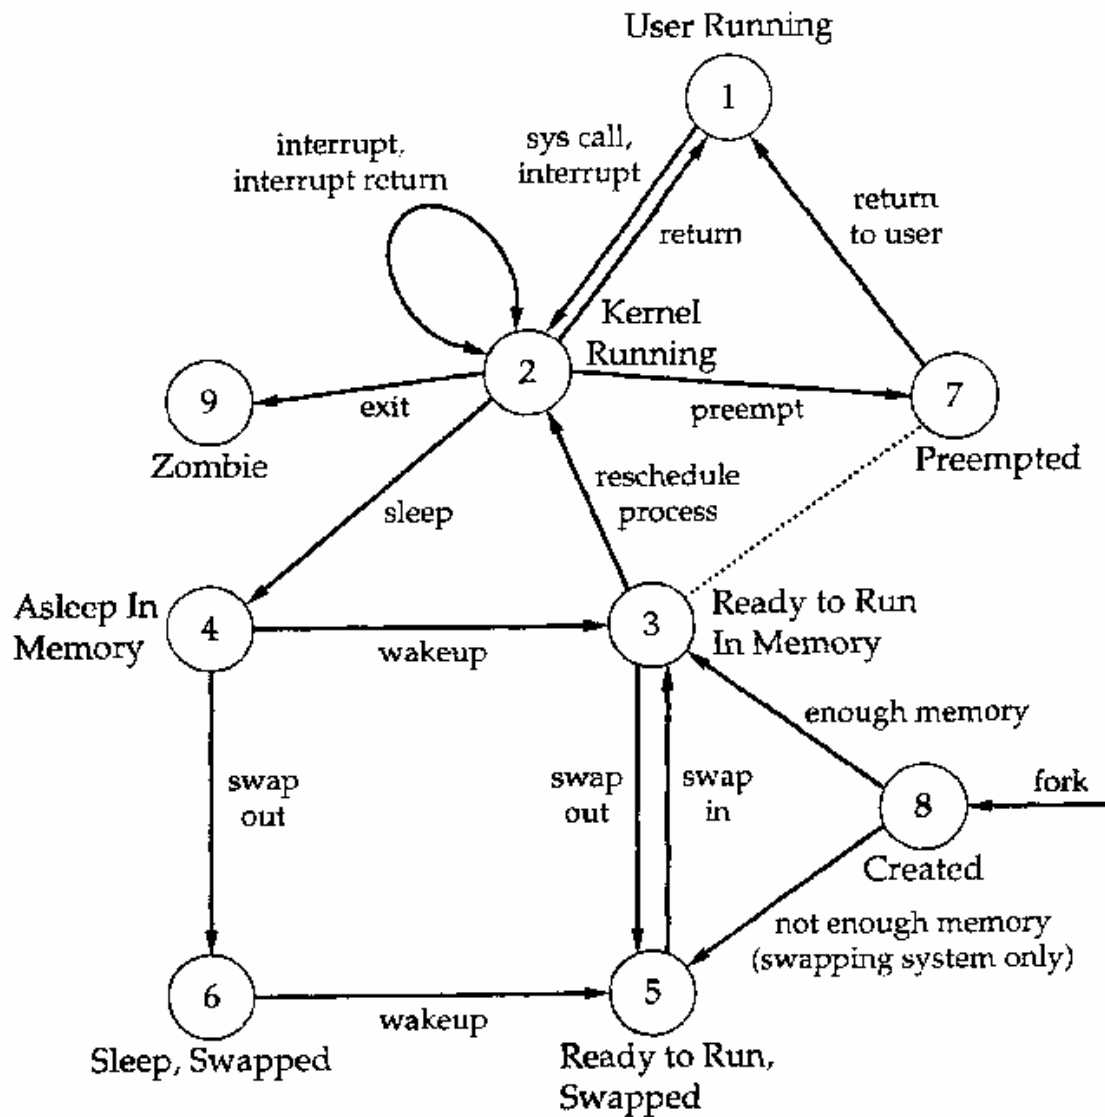 User Running
1
interrupt,
interrupt return
sys call,
interrupt
return
return
to user
Kernel
Running
2
9
exit
preempt
7
Zombie
Preempted
reschedule
process
sleep
Asleep In
Memory
4
wakeup
3
Ready to Run
In Memory
enough memory
swap
out
swap
out
swap
in
8
fork
Created
not enough memory
(swapping system only)
6
wakeup
5
Sleep, Swapped
Ready to Run,
Swapped